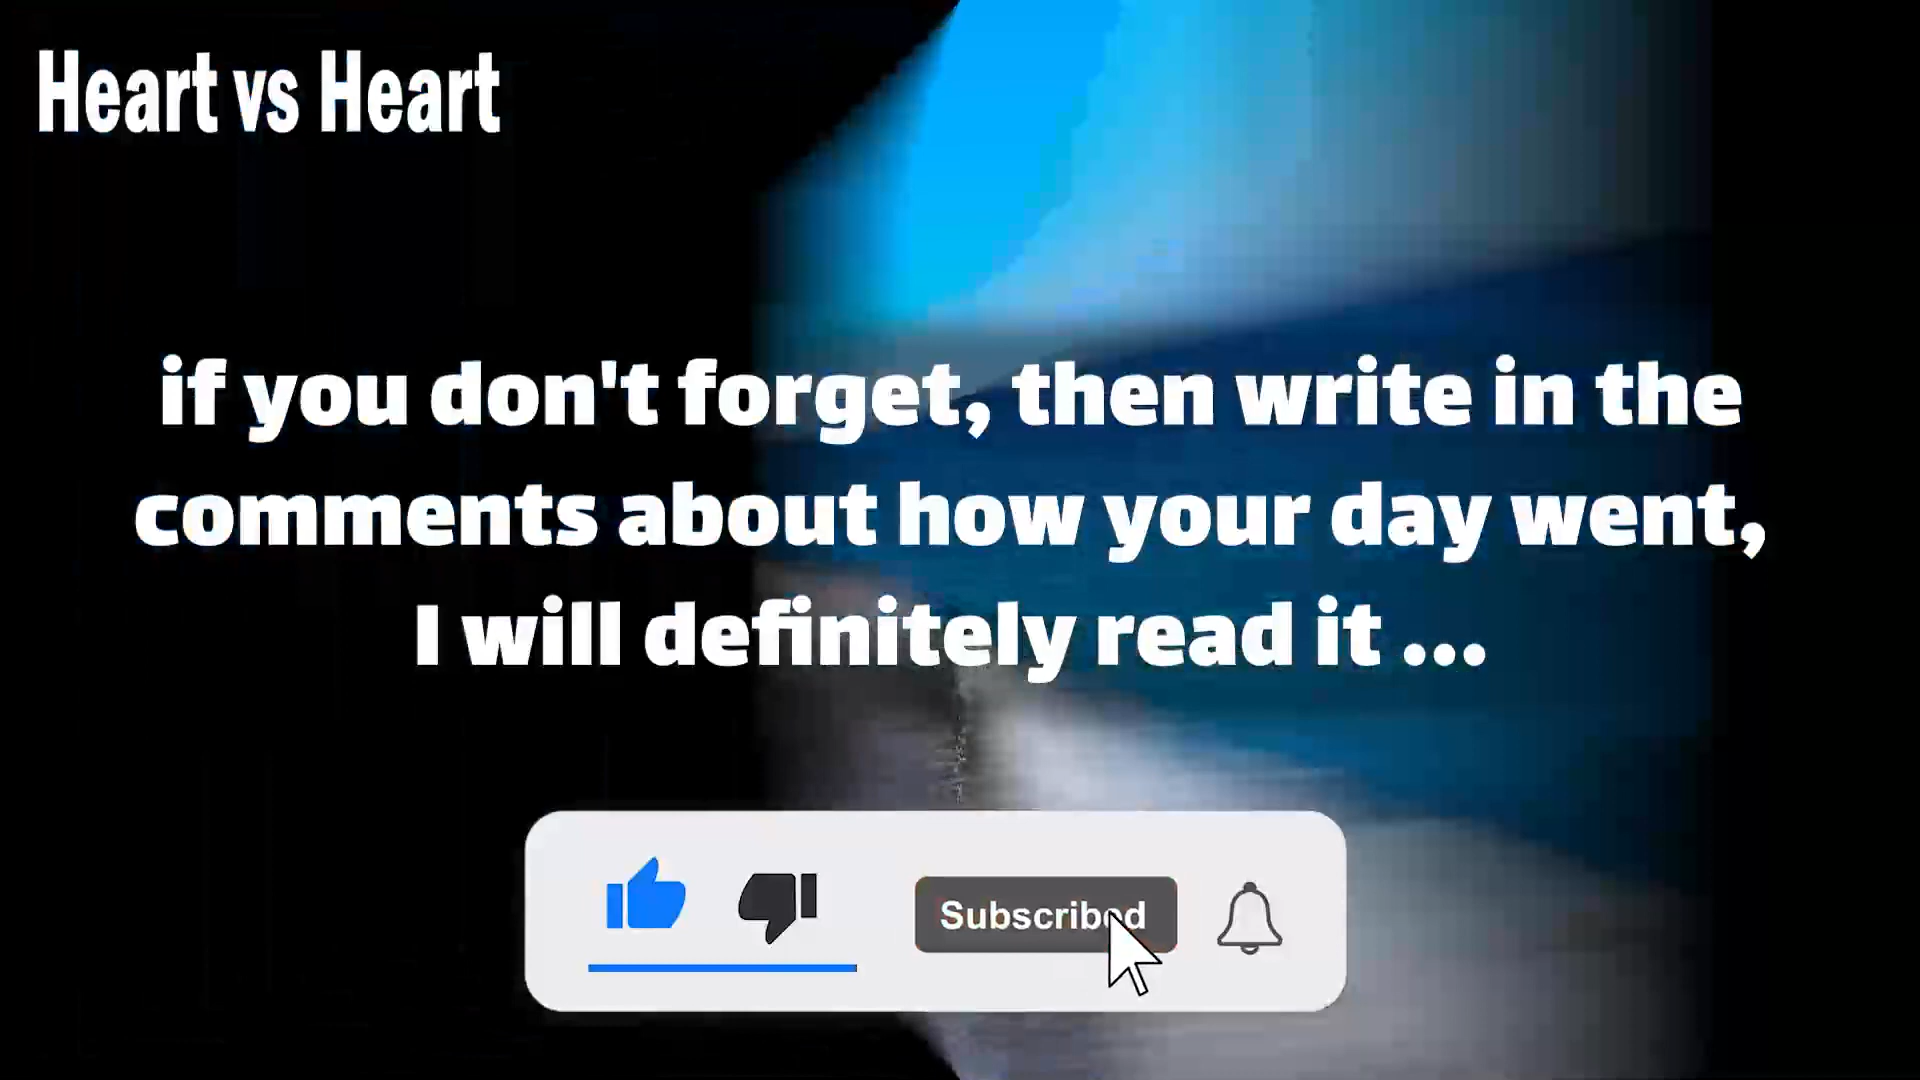 Heart vs Heart
if you don't forget, then write in the
comments about how your day went,
I will definitely read it ...
Subscribed